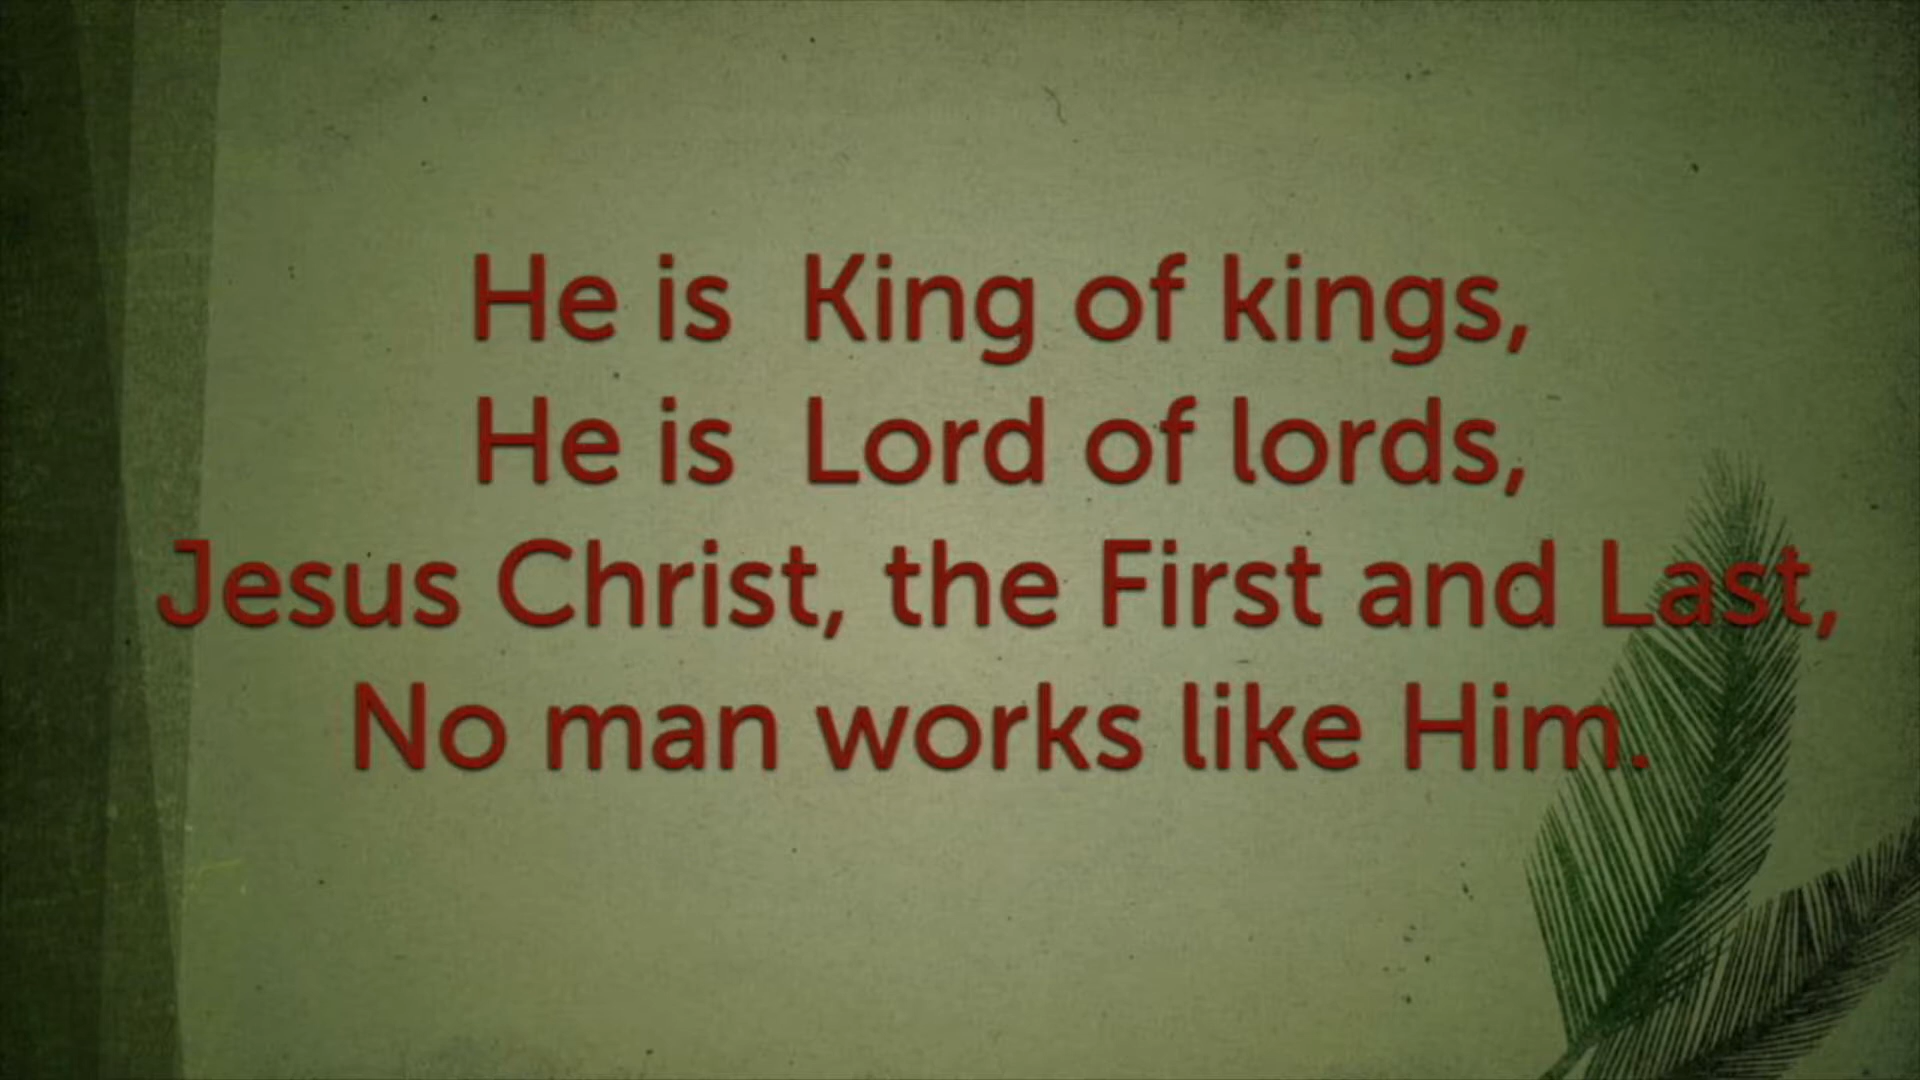 He is  King of kings,
He is  Lord of lords,
Jesus Christ, the First and Last,
No man works like Him.